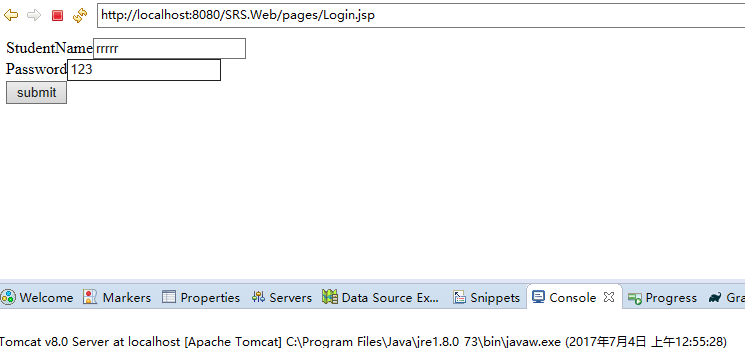 http://localhost:8080/SRS.Web/pages/Login.jsp
StudentName rrrrr
Password 123
submit
Welcome Markers Properties Servers Data Source Ex... Snippets Console Progress Gra
Tomcat v8.0 Server at localhost [Apache Tomcat] C:\Program Files\Java\jre1.8.0_73\bin\javaw.exe (2017年7月4日 上午12:55:28)